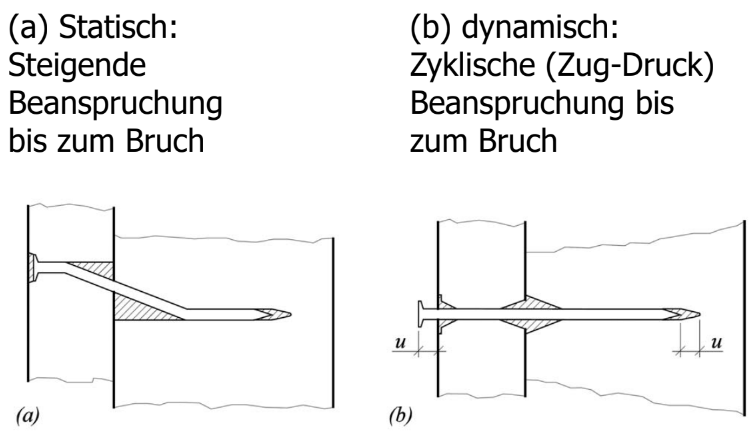 (a) Statisch:
Steigende
Beanspruchung
bis zum Bruch
(b) dynamisch:
Zyklische (Zug-Druck)
Beanspruchung bis
zum Bruch
u
u
(a)
(b)